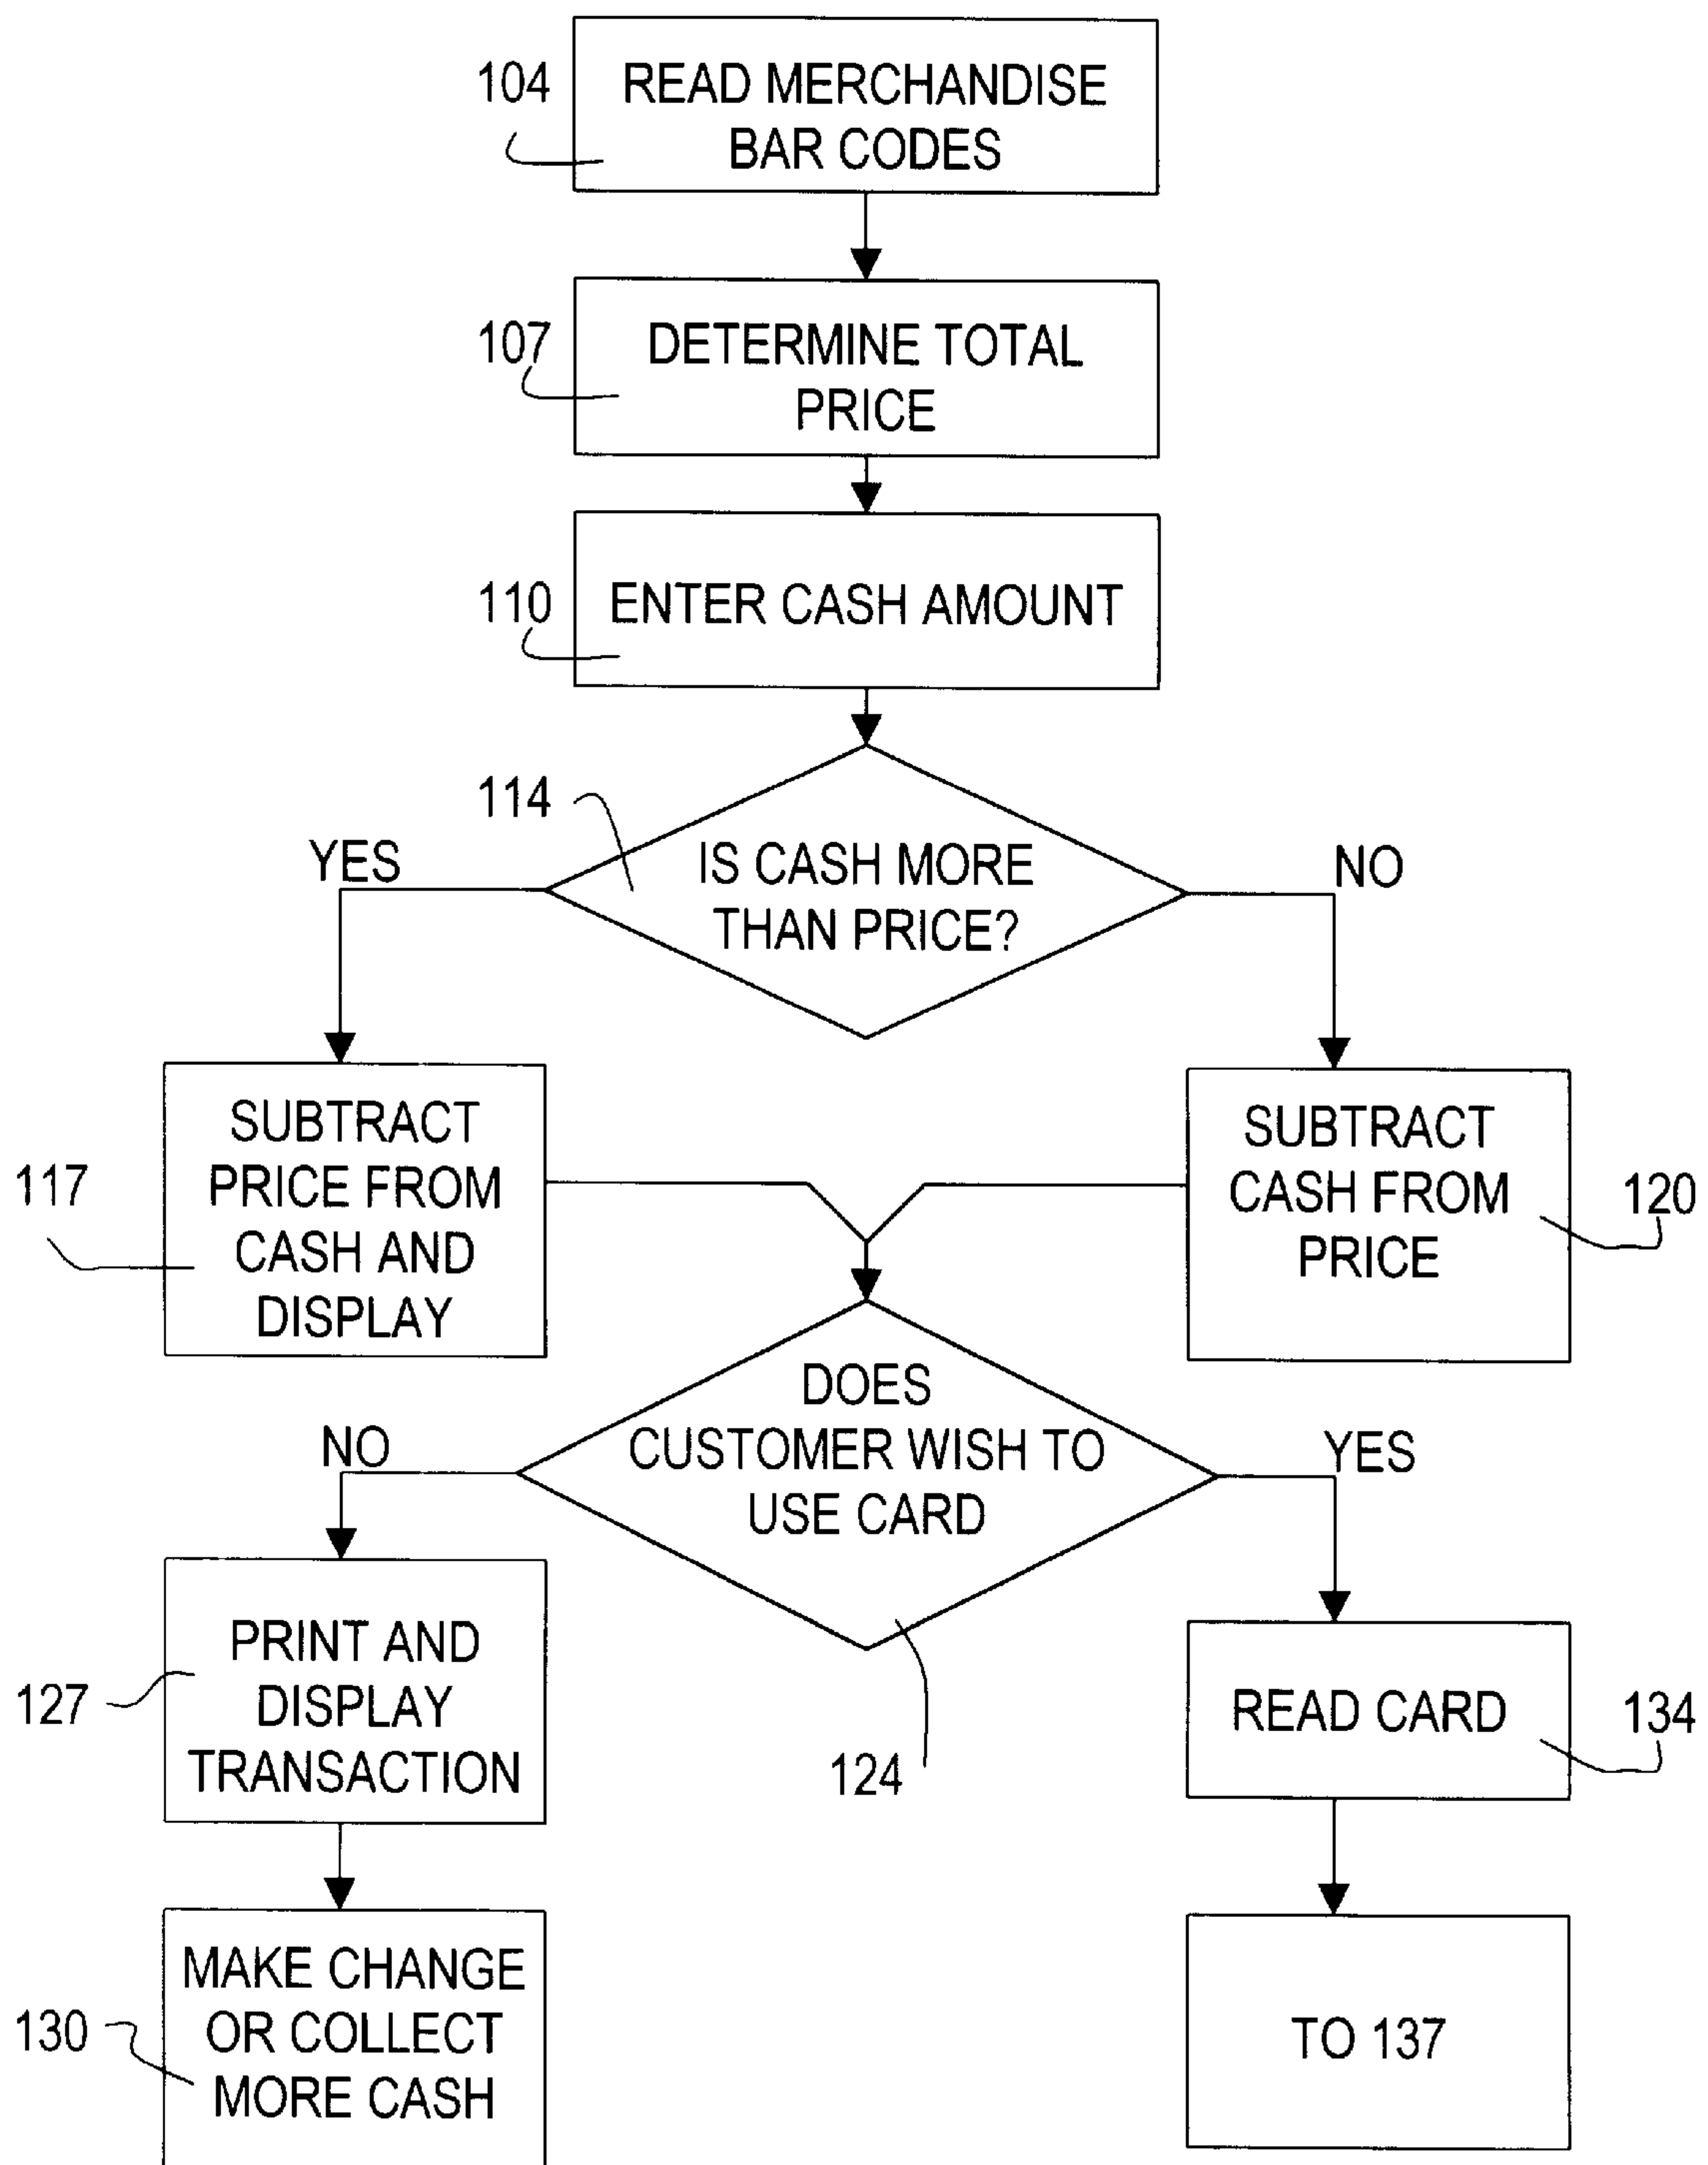 104
READ MERCHANDISE
BAR CODES
107
DETERMINE TOTAL
PRICE
110
ENTER CASH AMOUNT
114
YES
IS CASH MORE
THAN PRICE?
NO
117
SUBTRACT
PRICE FROM
CASH AND
DISPLAY
SUBTRACT
CASH FROM
PRICE
120
DOES
CUSTOMER WISH TO
USE CARD
NO
YES
124
127
PRINT AND
DISPLAY
TRANSACTION
READ CARD
134
130
MAKE CHANGE
OR COLLECT
MORE CASH
TO 137